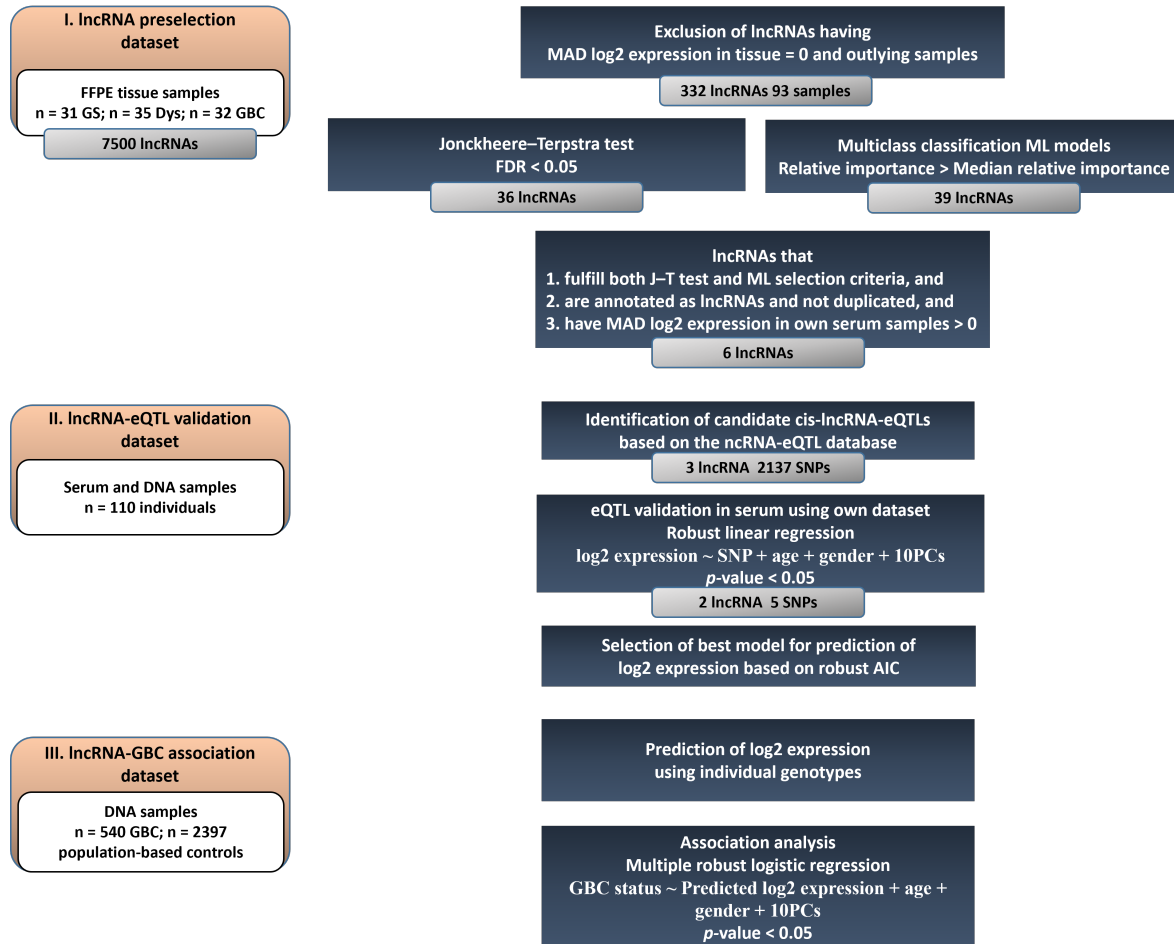 I. lncRNA preselection
dataset
FFPE tissue samples
n = 31 GS; n = 35 Dys; n = 32 GBC
7500 lncRNAs
Exclusion of lncRNAs having
MAD log2 expression in tissue = 0 and outlying samples
332 lncRNAs 93 samples
Jonckheere–Terpstra test
FDR < 0.05
36 lncRNAs
Multiclass classification ML models
Relative importance > Median relative importance
39 lncRNAs
lncRNAs that
1. fulfill both J–T test and ML selection criteria, and
2. are annotated as lncRNAs and not duplicated, and
3. have MAD log2 expression in own serum samples > 0
6 lncRNAs
II. lncRNA-eQTL validation
dataset
Serum and DNA samples
n = 110 individuals
Identification of candidate cis-lncRNA-eQTLs
based on the ncRNA-eQTL database
3 lncRNA 2137 SNPs
eQTL validation in serum using own dataset
Robust linear regression
log2 expression ~ SNP + age + gender + 10PCs
p-value < 0.05
2 lncRNA 5 SNPs
Selection of best model for prediction of
log2 expression based on robust AIC
III. lncRNA-GBC association
dataset
DNA samples
n = 540 GBC; n = 2397
population-based controls
Prediction of log2 expression
using individual genotypes
Association analysis
Multiple robust logistic regression
GBC status ~ Predicted log2 expression + age +
gender + 10PCs
p-value < 0.05